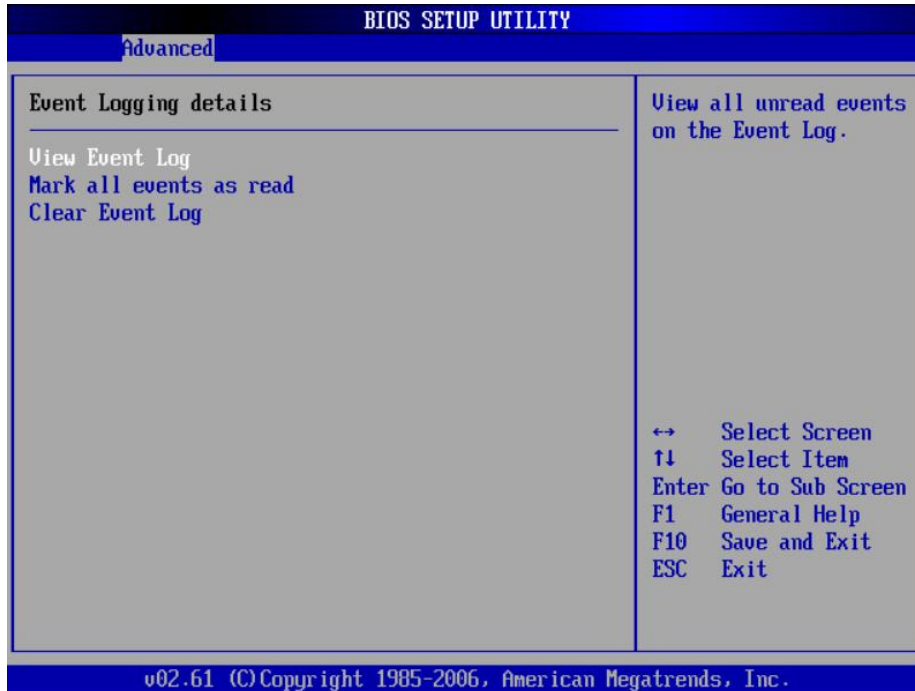 BIOS SETUP UTILITY
Advanced
Event Logging details
View Event Log
Mark all events as read
Clear Event Log
View all unread events
on the Event Log.
↔ Select Screen
↑↓ Select Item
Enter Go to Sub Screen
F1 General Help
F10 Save and Exit
ESC Exit
v02.61 (C)Copyright 1985-2006, American Megatrends, Inc.